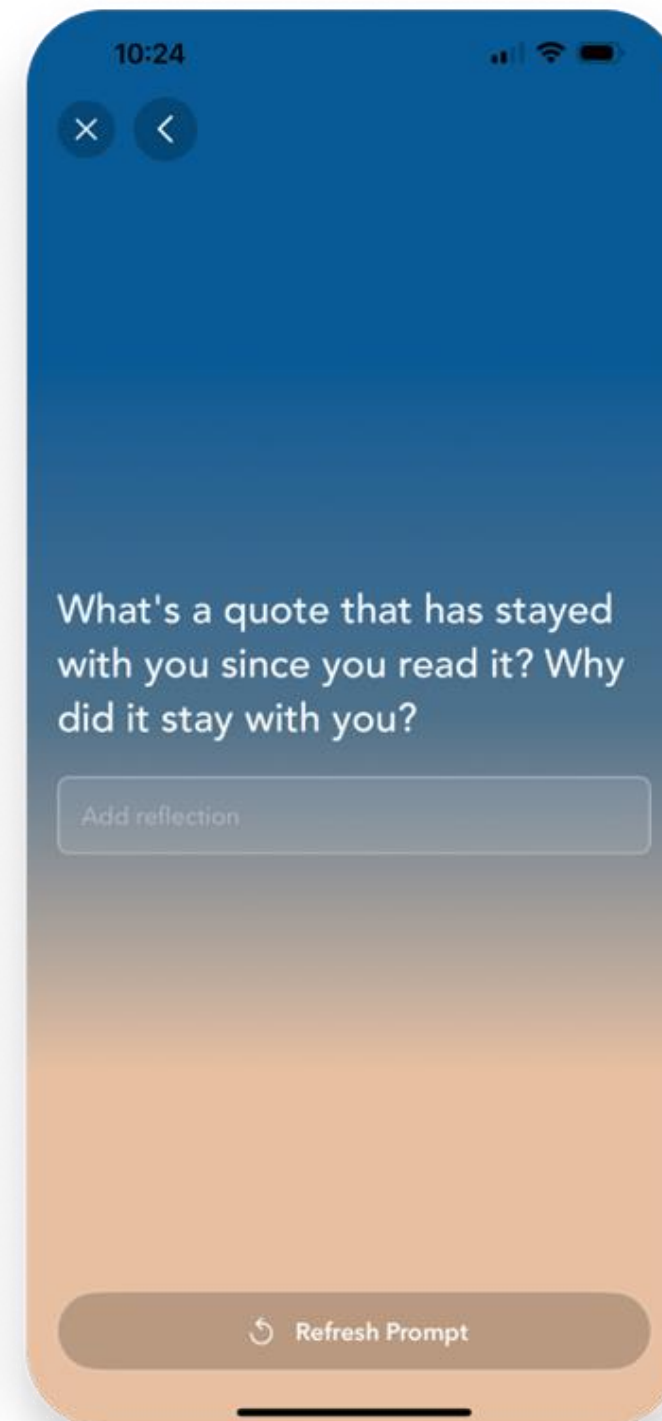 10:24
What's a quote that has stayed
with you since you read it? Why
did it stay with you?
Add reflection
Refresh Prompt